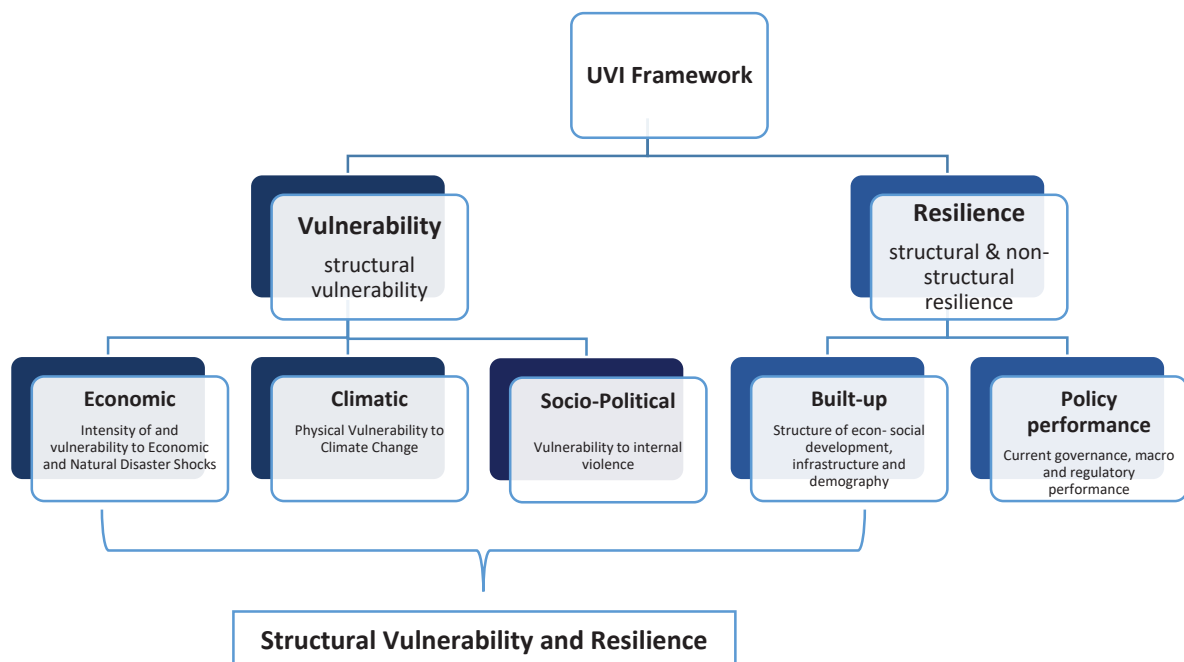 UVI Framework
Vulnerability
structural
vulnerability
Resilience
structural & non-
structural
resilience
Economic
Intensity of and
vulnerability to Economic
and Natural Disaster Shocks
Climatic
Physical Vulnerability to
Climate Change
Socio-Political
Vulnerability to internal
violence
Built-up
Structure of econ- social
development,
infrastructure and
demography
Policy
performance
Current governance, macro
and regulatory
performance
Structural Vulnerability and Resilience